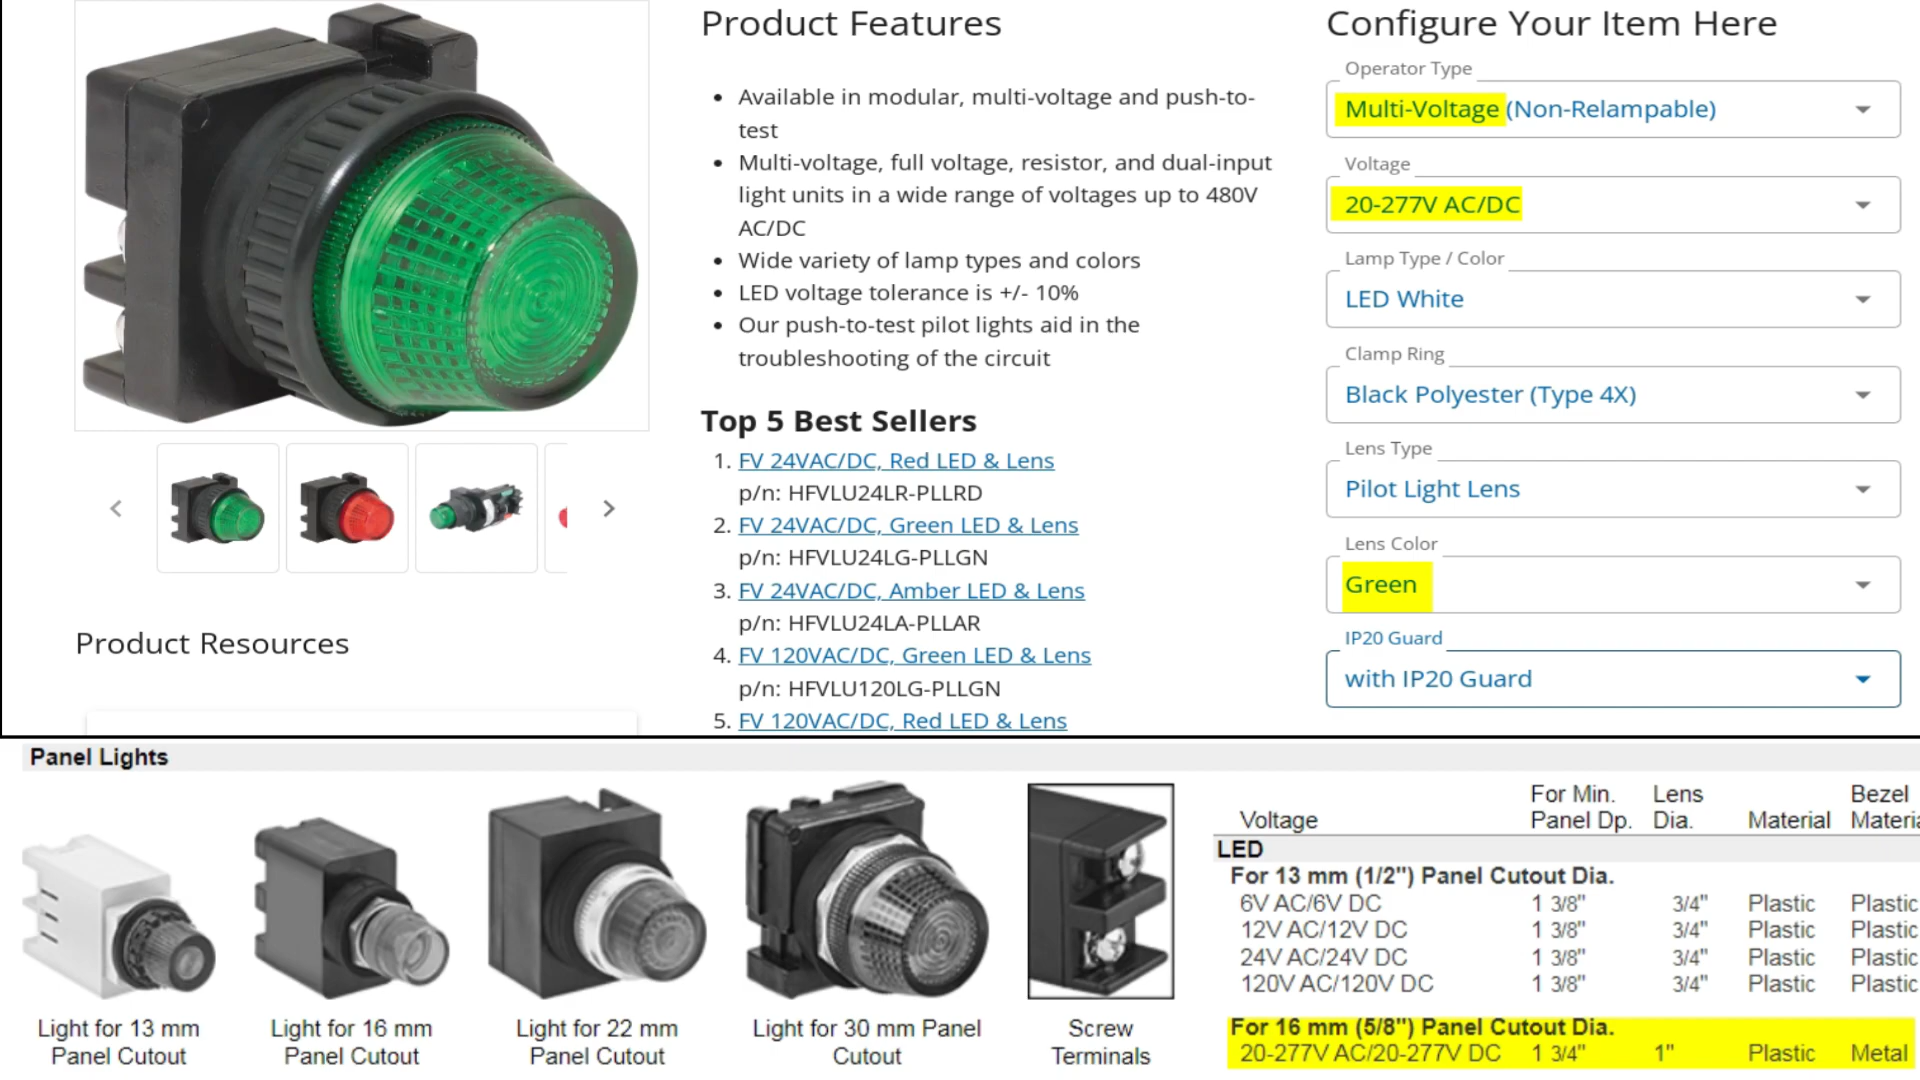 Product Features
Available in modular, multi-voltage and push-to-
test
Multi-voltage, full voltage, resistor, and dual-input
light units in a wide range of voltages up to 480V
AC/DC
Wide variety of lamp types and colors
LED voltage tolerance is +/- 10%
Our push-to-test pilot lights aid in the
troubleshooting of the circuit
Top 5 Best Sellers
1. FV 24VAC/DC, Red LED & Lens
p/n: HFVLU24LR-PLLRD
2. FV 24VAC/DC, Green LED & Lens
p/n: HFVLU24LG-PLLGN
3. FV 24VAC/DC, Amber LED & Lens
p/n: HFVLU24LA-PLLAR
4. FV 120VAC/DC, Green LED & Lens
p/n: HFVLU120LG-PLLGN
5. FV 120VAC/DC, Red LED & Lens
Product Resources
Configure Your Item Here
Operator Type
Multi-Voltage (Non-Relampable)
Voltage
20-277V AC/DC
Lamp Type / Color
LED White
Clamp Ring
Black Polyester (Type 4X)
Lens Type
Pilot Light Lens
Lens Color
Green
IP20 Guard
with IP20 Guard
Panel Lights
Light for 13 mm
Panel Cutout
Light for 16 mm
Panel Cutout
Light for 22 mm
Panel Cutout
Light for 30 mm Panel
Cutout
Screw
Terminals
For Min. Lens Bezel
Voltage Panel Dp. Dia. Material Materia
LED
For 13 mm (1/2") Panel Cutout Dia.
6V AC/6V DC 1 3/8" 3/4" Plastic Plastic
12V AC/12V DC 1 3/8" 3/4" Plastic Plastic
24V AC/24V DC 1 3/8" 3/4" Plastic Plastic
120V AC/120V DC 1 3/8" 3/4" Plastic Plastic
For 16 mm (5/8") Panel Cutout Dia.
20-277V AC/20-277V DC 1 3/4" 1" Plastic Metal